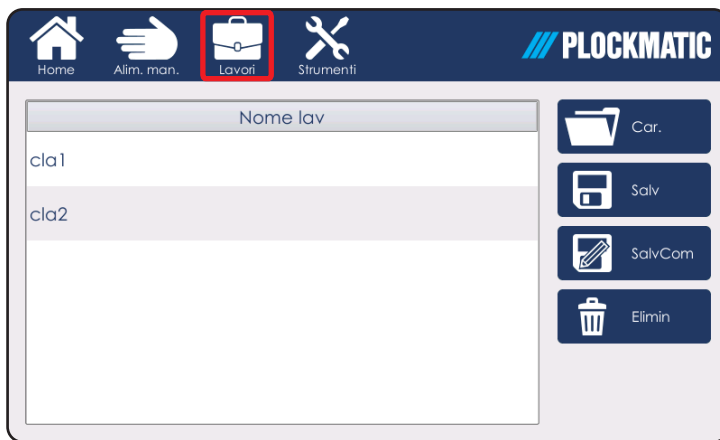 Home Alim. man. Lavori Strumenti
PLOCKMATIC
Nome lav
cla1
cla2
Car.
Salv
SalvCom
Elimin